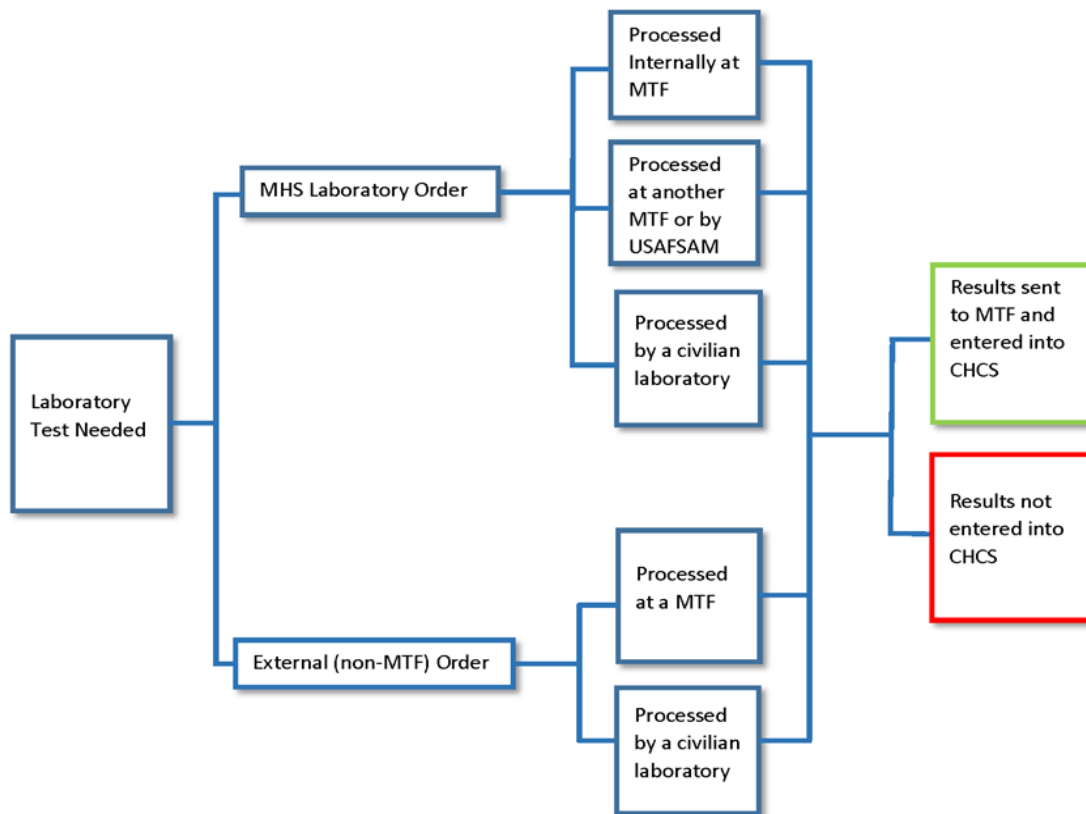 Laboratory
Test Needed
MHS Laboratory Order
External (non-MTF) Order
Processed
Internally at
MTF
Processed
at another
MTF or by
USAFSAM
Processed
by a civilian
laboratory
Processed
at a MTF
Processed
by a civilian
laboratory
Results sent
to MTF and
entered into
CHCS
Results not
entered into
CHCS